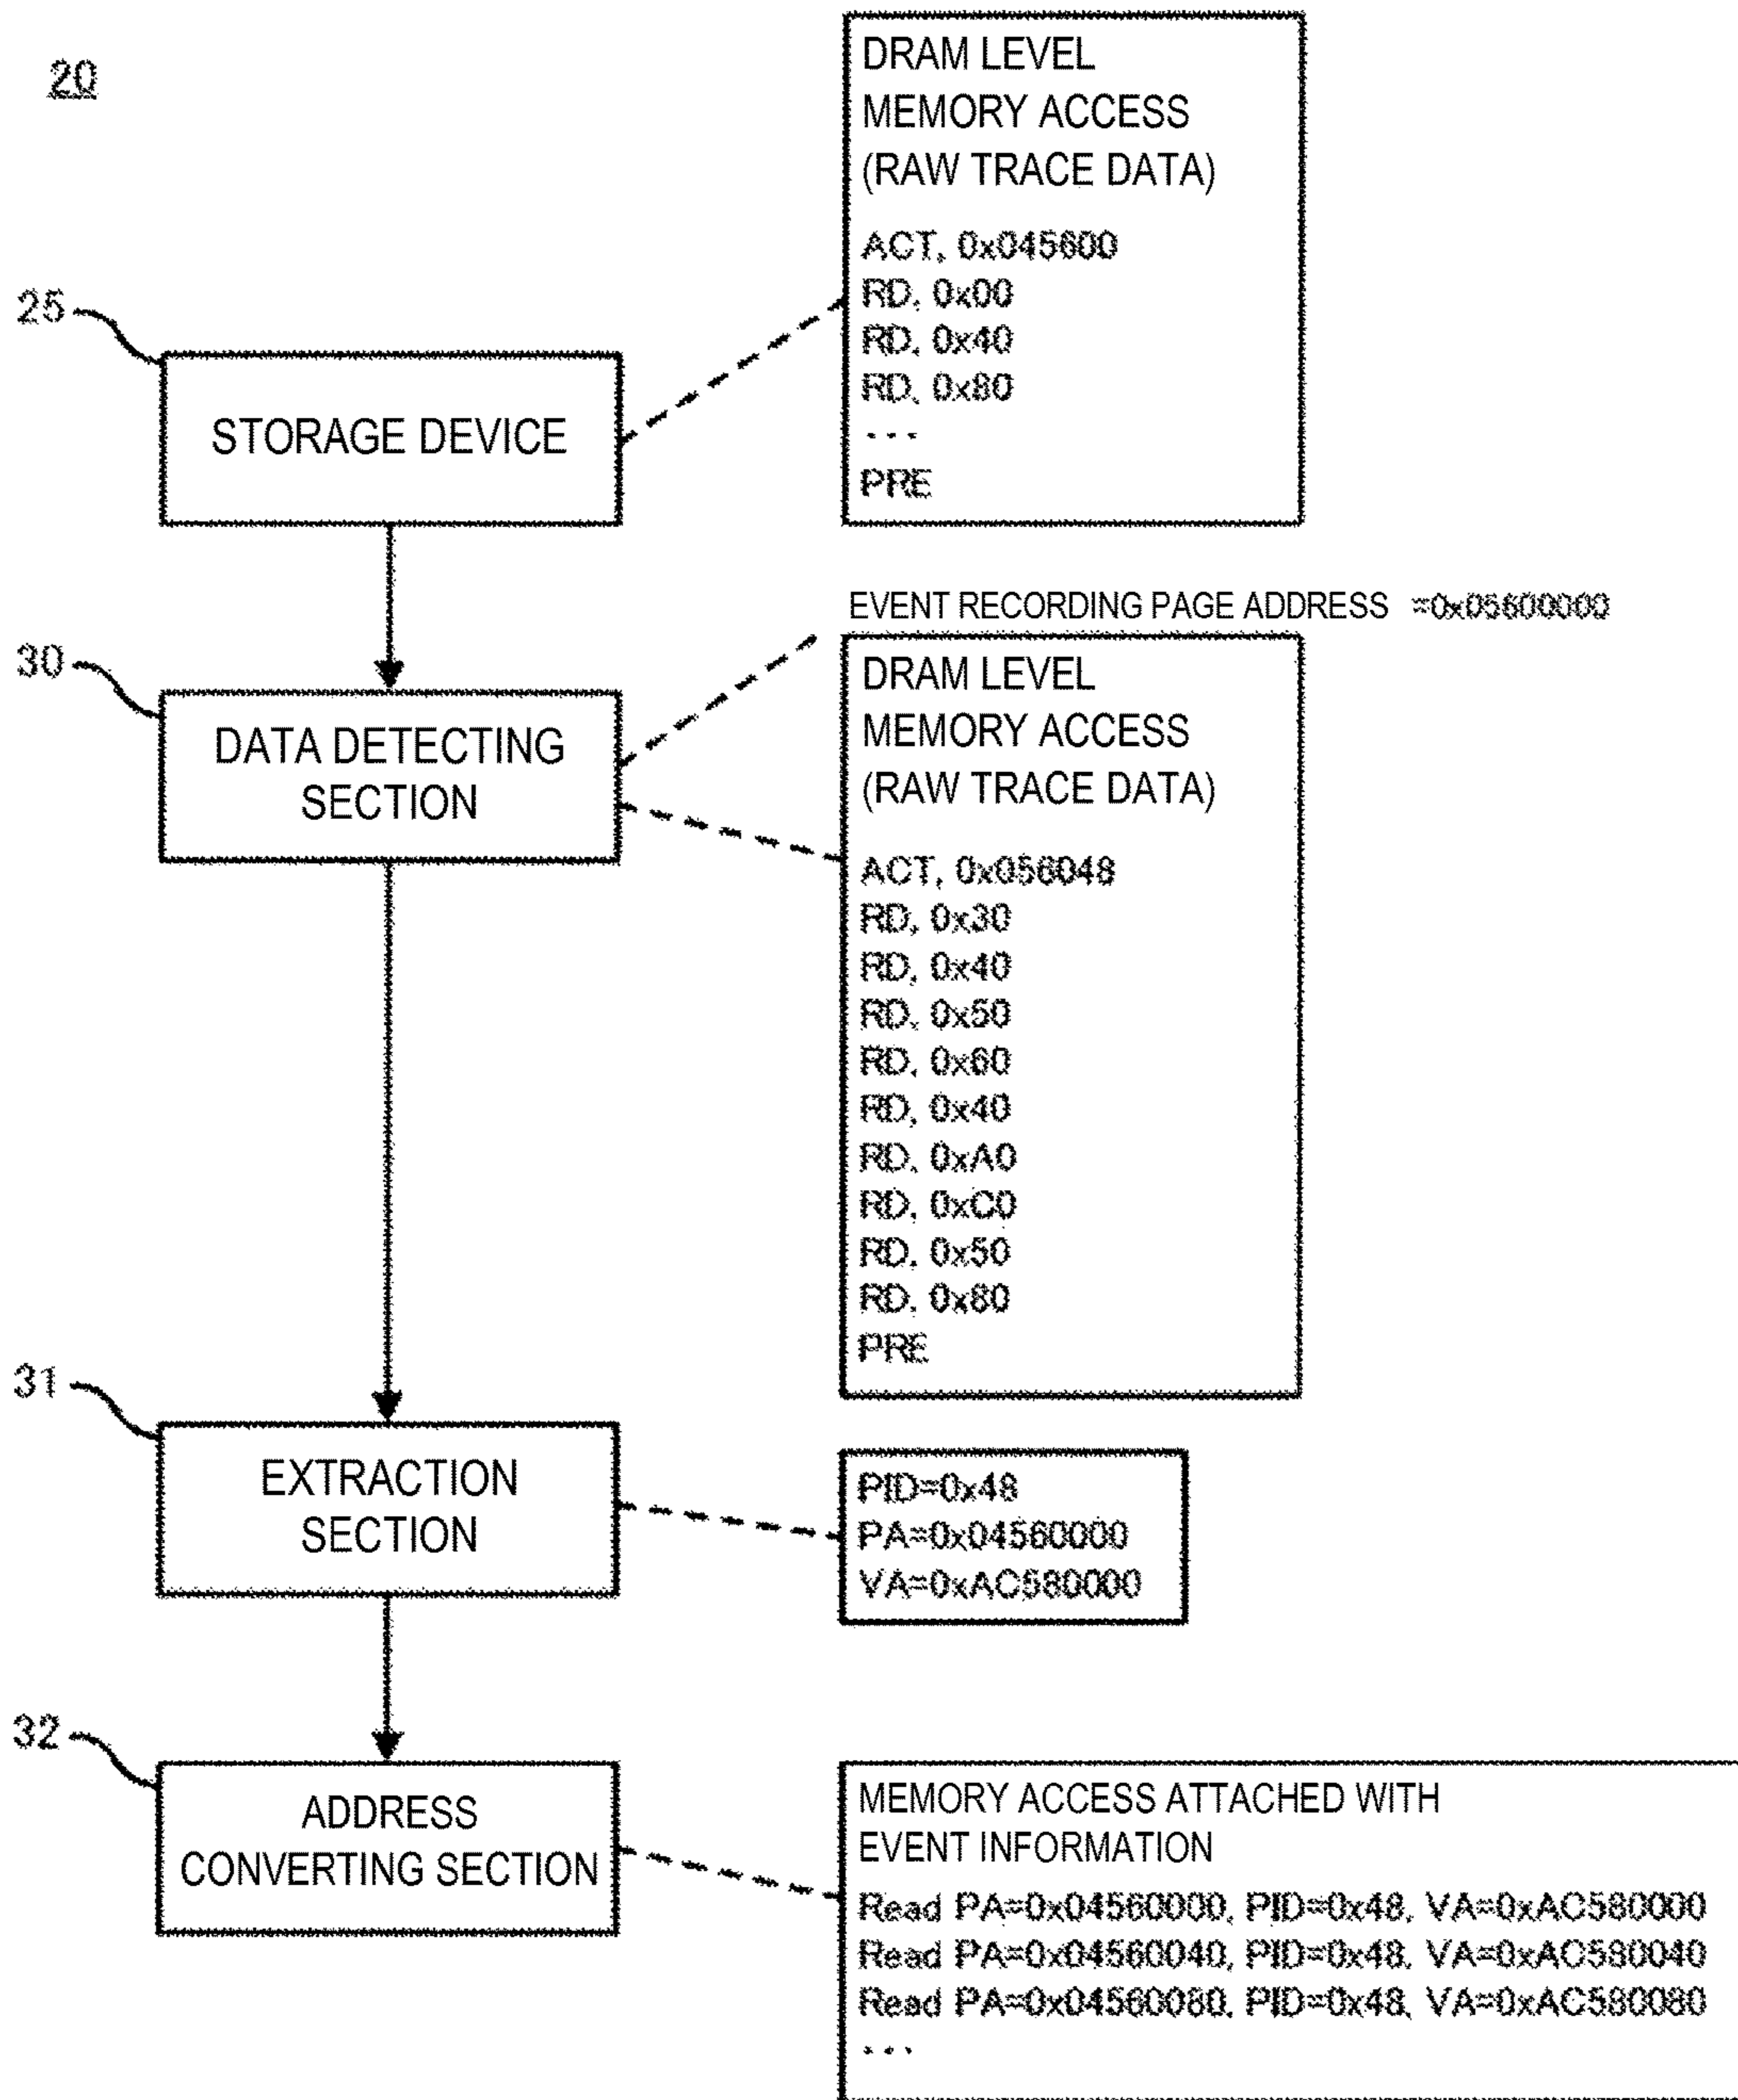 20
DRAM LEVEL
MEMORY ACCESS
(RAW TRACE DATA)
ACT, 0x045600
RD, 0x00
RD, 0x40
RD, 0x80
...
PRE
25
STORAGE DEVICE
EVENT RECORDING PAGE ADDRESS =0x05600000
30
DATA DETECTING
SECTION
DRAM LEVEL
MEMORY ACCESS
(RAW TRACE DATA)
ACT, 0x056048
RD, 0x30
RD, 0x40
RD, 0x50
RD, 0x60
RD, 0x40
RD, 0xA0
RD, 0xC0
RD, 0x50
RD, 0x80
PRE
31
EXTRACTION
SECTION
PID=0x48
PA=0x04560000
VA=0xAC580000
32
ADDRESS
CONVERTING SECTION
MEMORY ACCESS ATTACHED WITH
EVENT INFORMATION
Read PA=0x04560000, PID=0x48, VA=0xAC580000
Read PA=0x04560040, PID=0x48, VA=0xAC580040
Read PA=0x04560080, PID=0x48, VA=0xAC580080
...